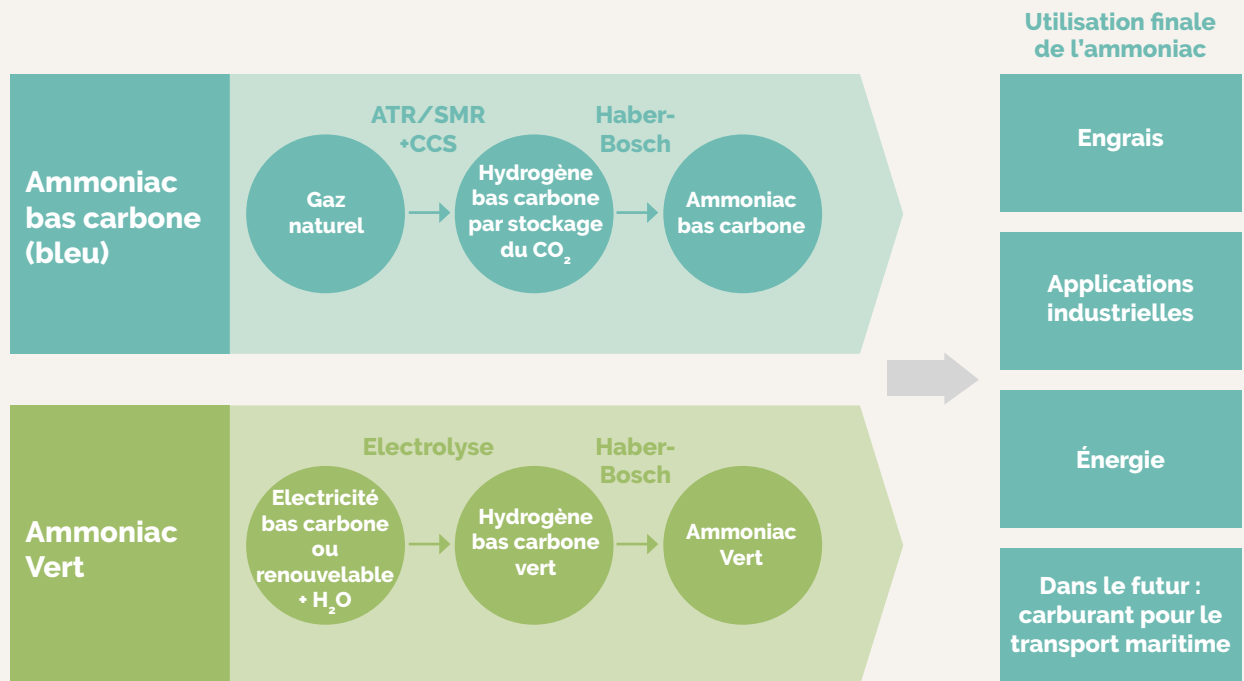 Utilisation finale
de l'ammoniac
Ammoniac
bas carbone
(bleu)
ATR/SMR
+CCS
Haber-
Bosch
Gaz
naturel
Hydrogène
bas carbone
par stockage
du CO₂
Ammoniac
bas carbone
Ammoniac
Vert
Electrolyse
Haber-
Bosch
Electricité
bas carbone
ou
renouvelable
+ H₂O
Hydrogène
bas carbone
vert
Ammoniac
Vert
Engrais
Applications
industrielles
Énergie
Dans le futur :
carburant pour le
transport maritime